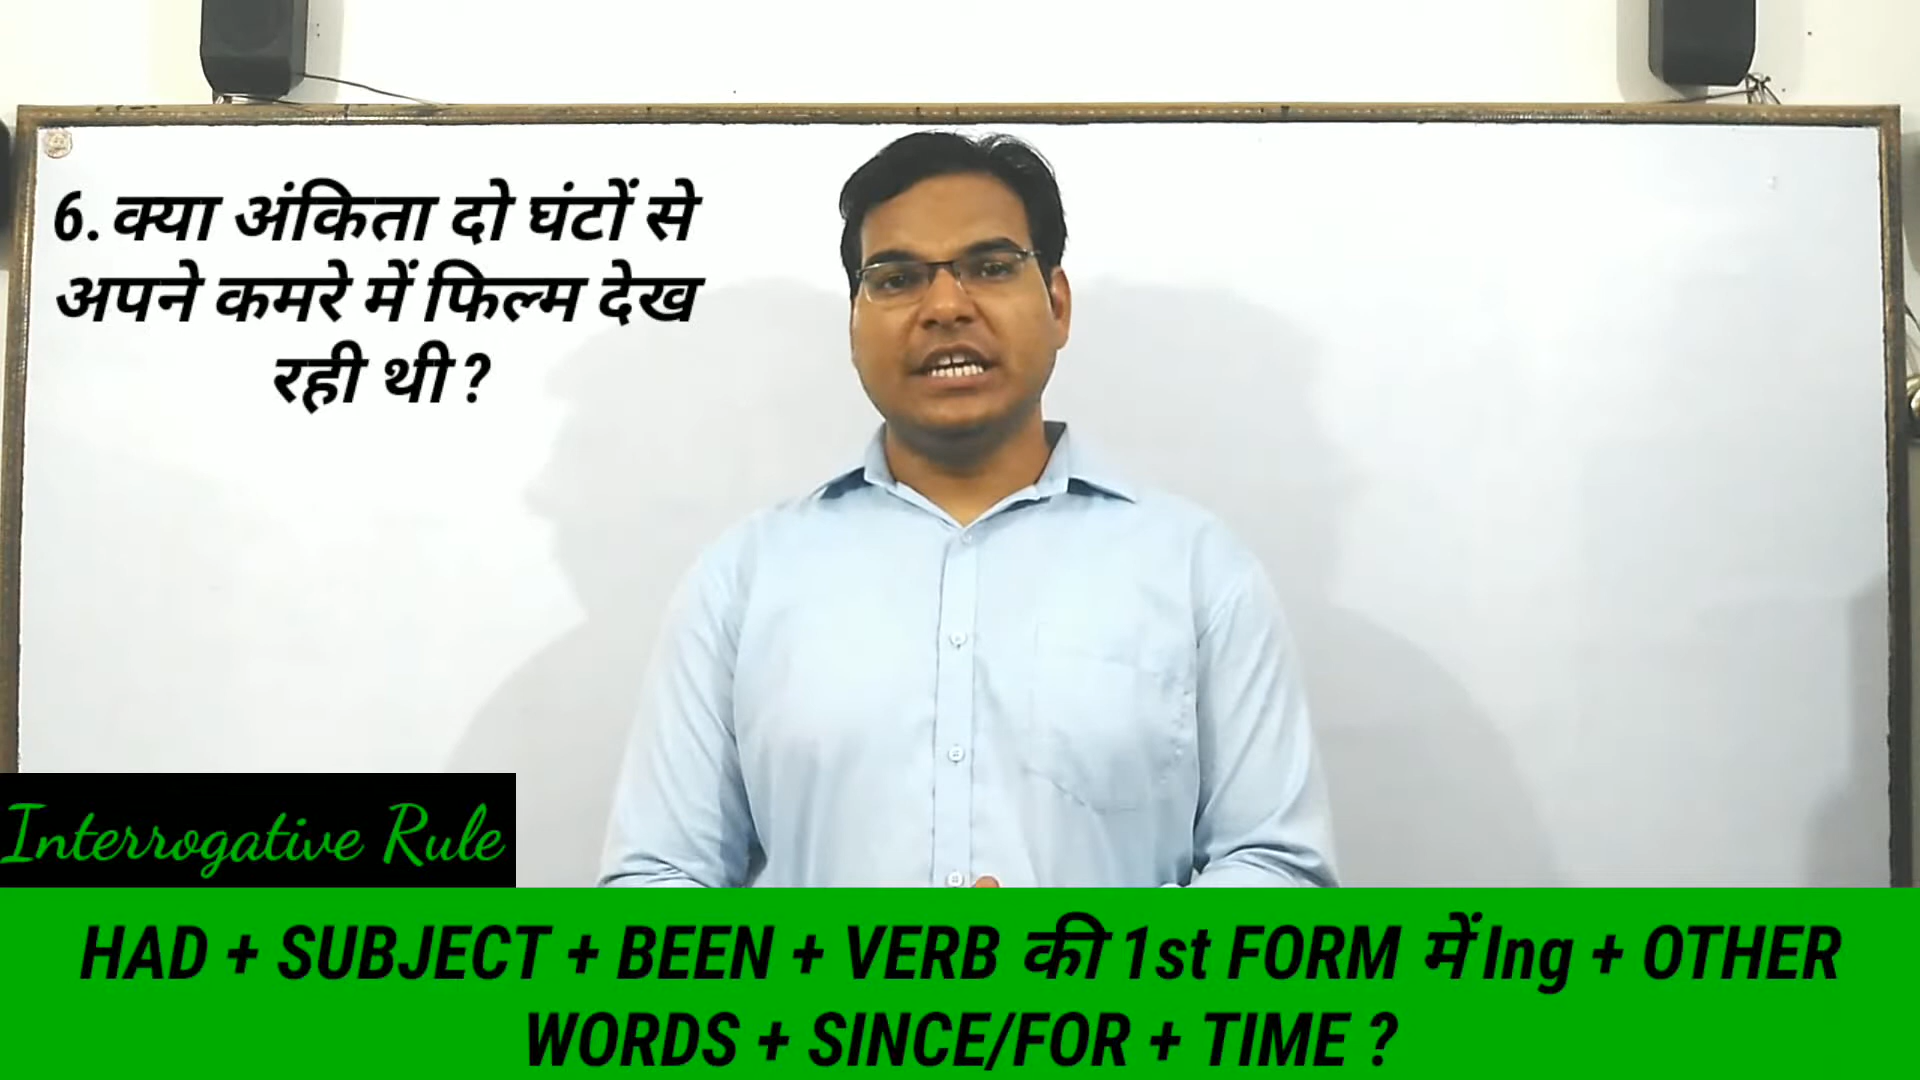 6. क्या अंकिता दो घंटों से
अपने कमरे में फिल्म देख
रही थी ?
Interrogative Rule
HAD + SUBJECT + BEEN + VERB की 1st FORM में Ing + OTHER
WORDS + SINCE/FOR + TIME ?